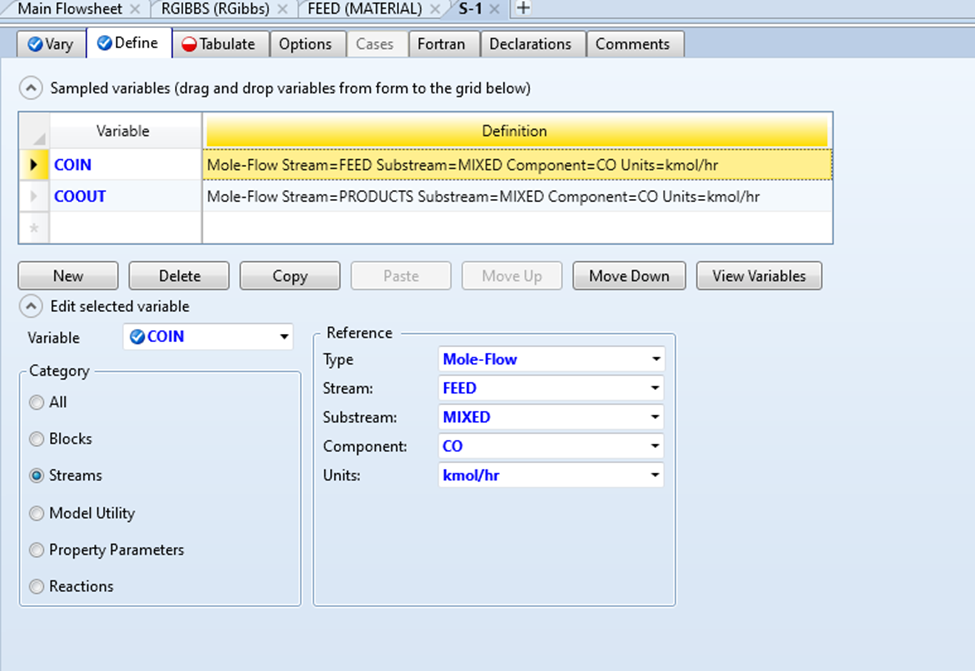 Main Flowsheet × RGIBBS (RGibbs) × FEED (MATERIAL) × S-1 × +
Vary Define Tabulate Options Cases Fortran Declarations Comments
Sampled variables (drag and drop variables from form to the grid below)
Variable Definition
COIN Mole-Flow Stream=FEED Substream=MIXED Component=CO Units=kmol/hr
COOUT Mole-Flow Stream=PRODUCTS Substream=MIXED Component=CO Units=kmol/hr
New Delete Copy Paste Move Up Move Down View Variables
Edit selected variable
Variable COIN
Category
All
Blocks
Streams
Model Utility
Property Parameters
Reactions
Reference
Type Mole-Flow
Stream: FEED
Substream: MIXED
Component: CO
Units: kmol/hr